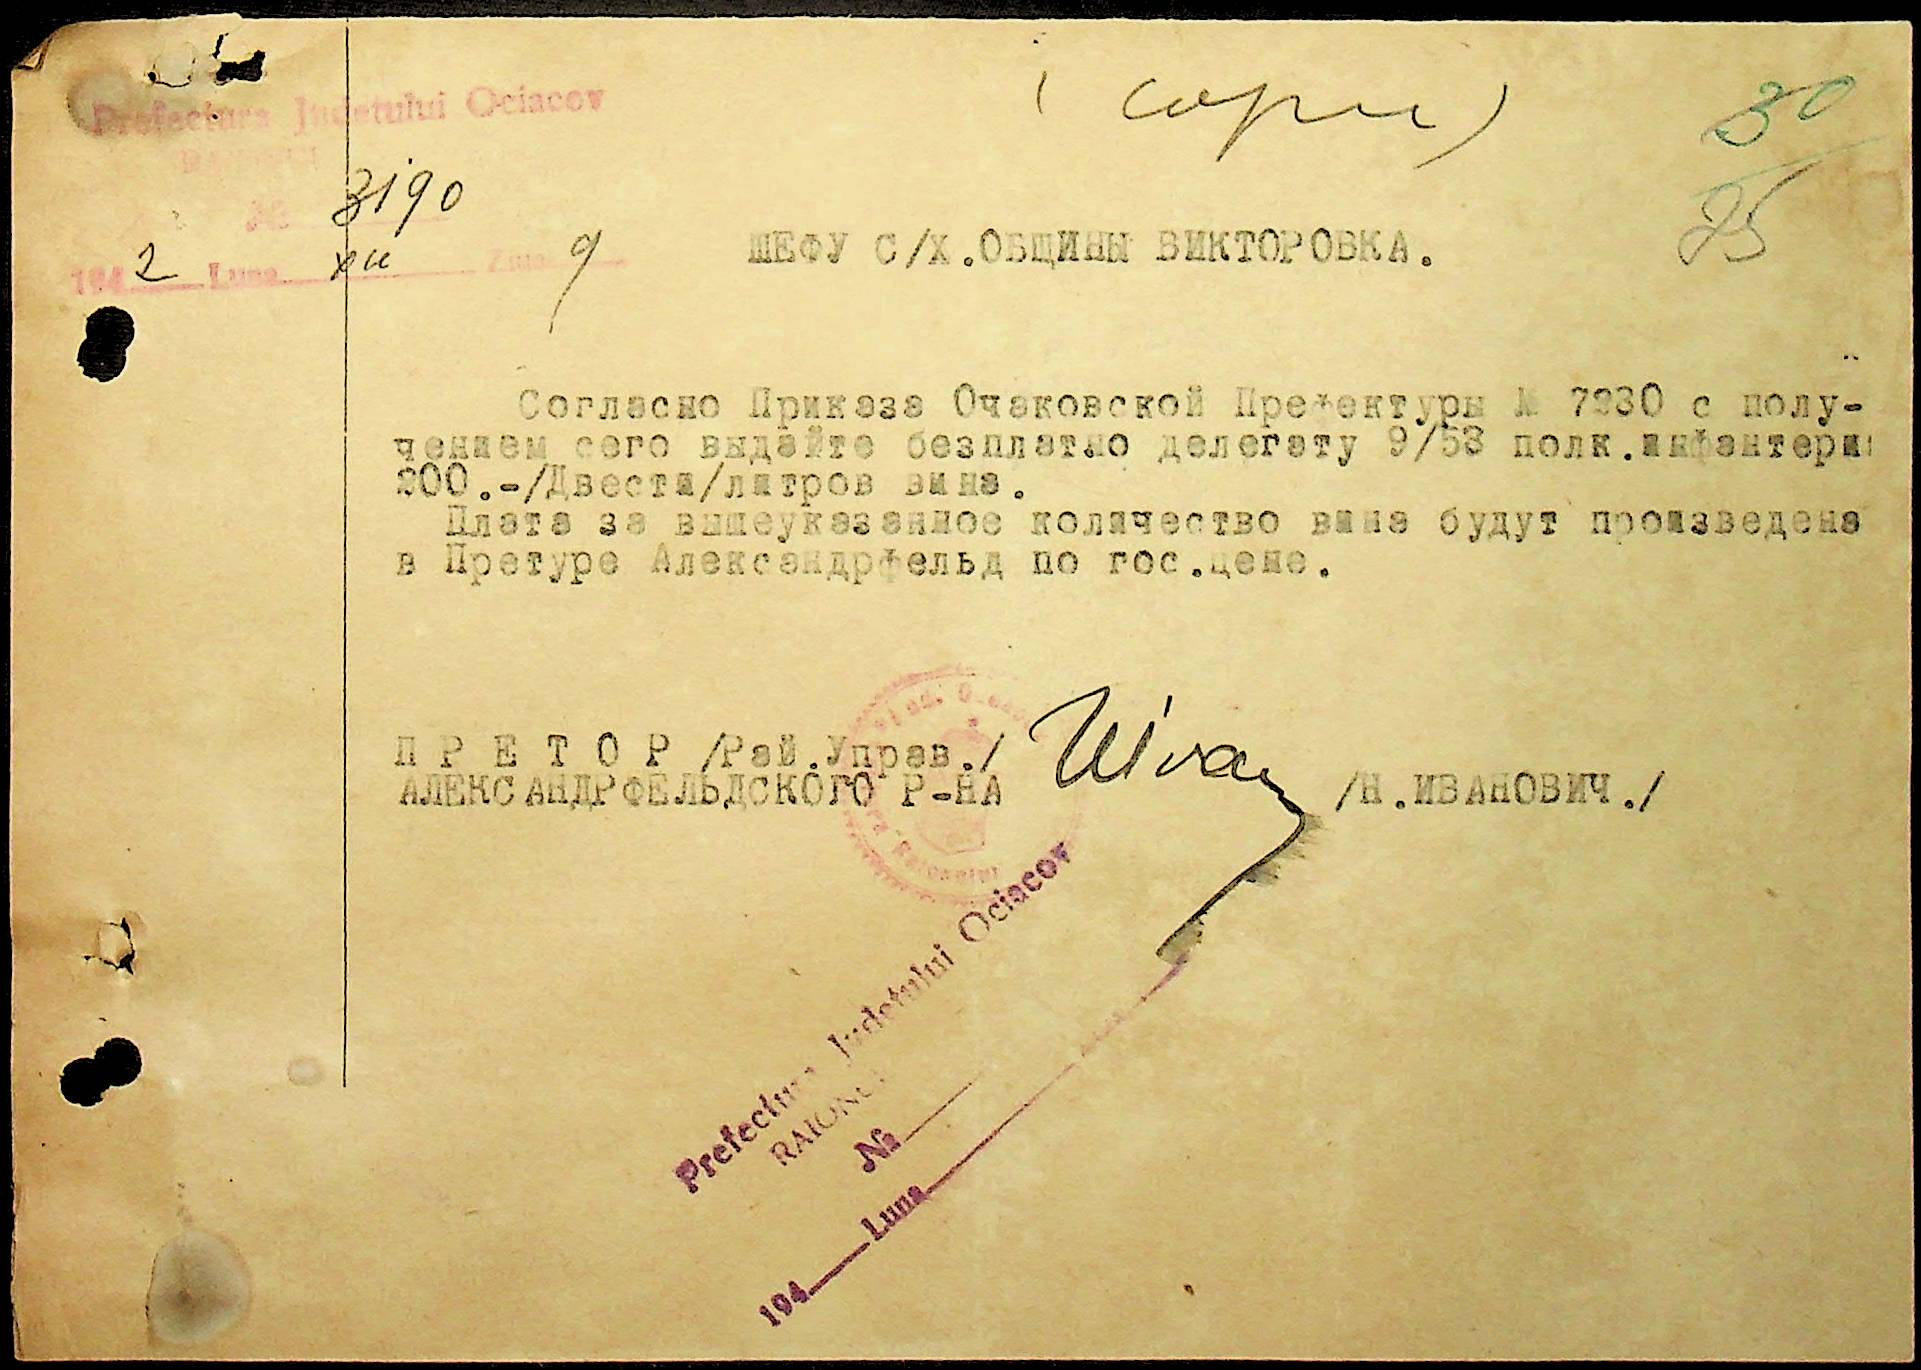 Prefectura Judetului Ociacov
№ 3190
1942 Luna XII Ziua 9
30
25
ШЕФУ С/Х.ОБЩИНЫ ВИКТОРОВКА.
Согласно Приказа Очаковской Префектуры № 7230 с полу-
чением сего выдайте безплатно делегату 9/53 полк.инфантерии
200.-/Двести/литров вина.
Плата за вышеуказанное количество вина будут произведена
в Претуре Александрфельд по гос.цене.
П Р Е Т О Р /Рай.Управ./
АЛЕКСАНДРФЕЛЬДСКОГО Р-НА
/Н.ИВАНОВИЧ./
Prefectura Judetului Ociacov
№
194 Luna